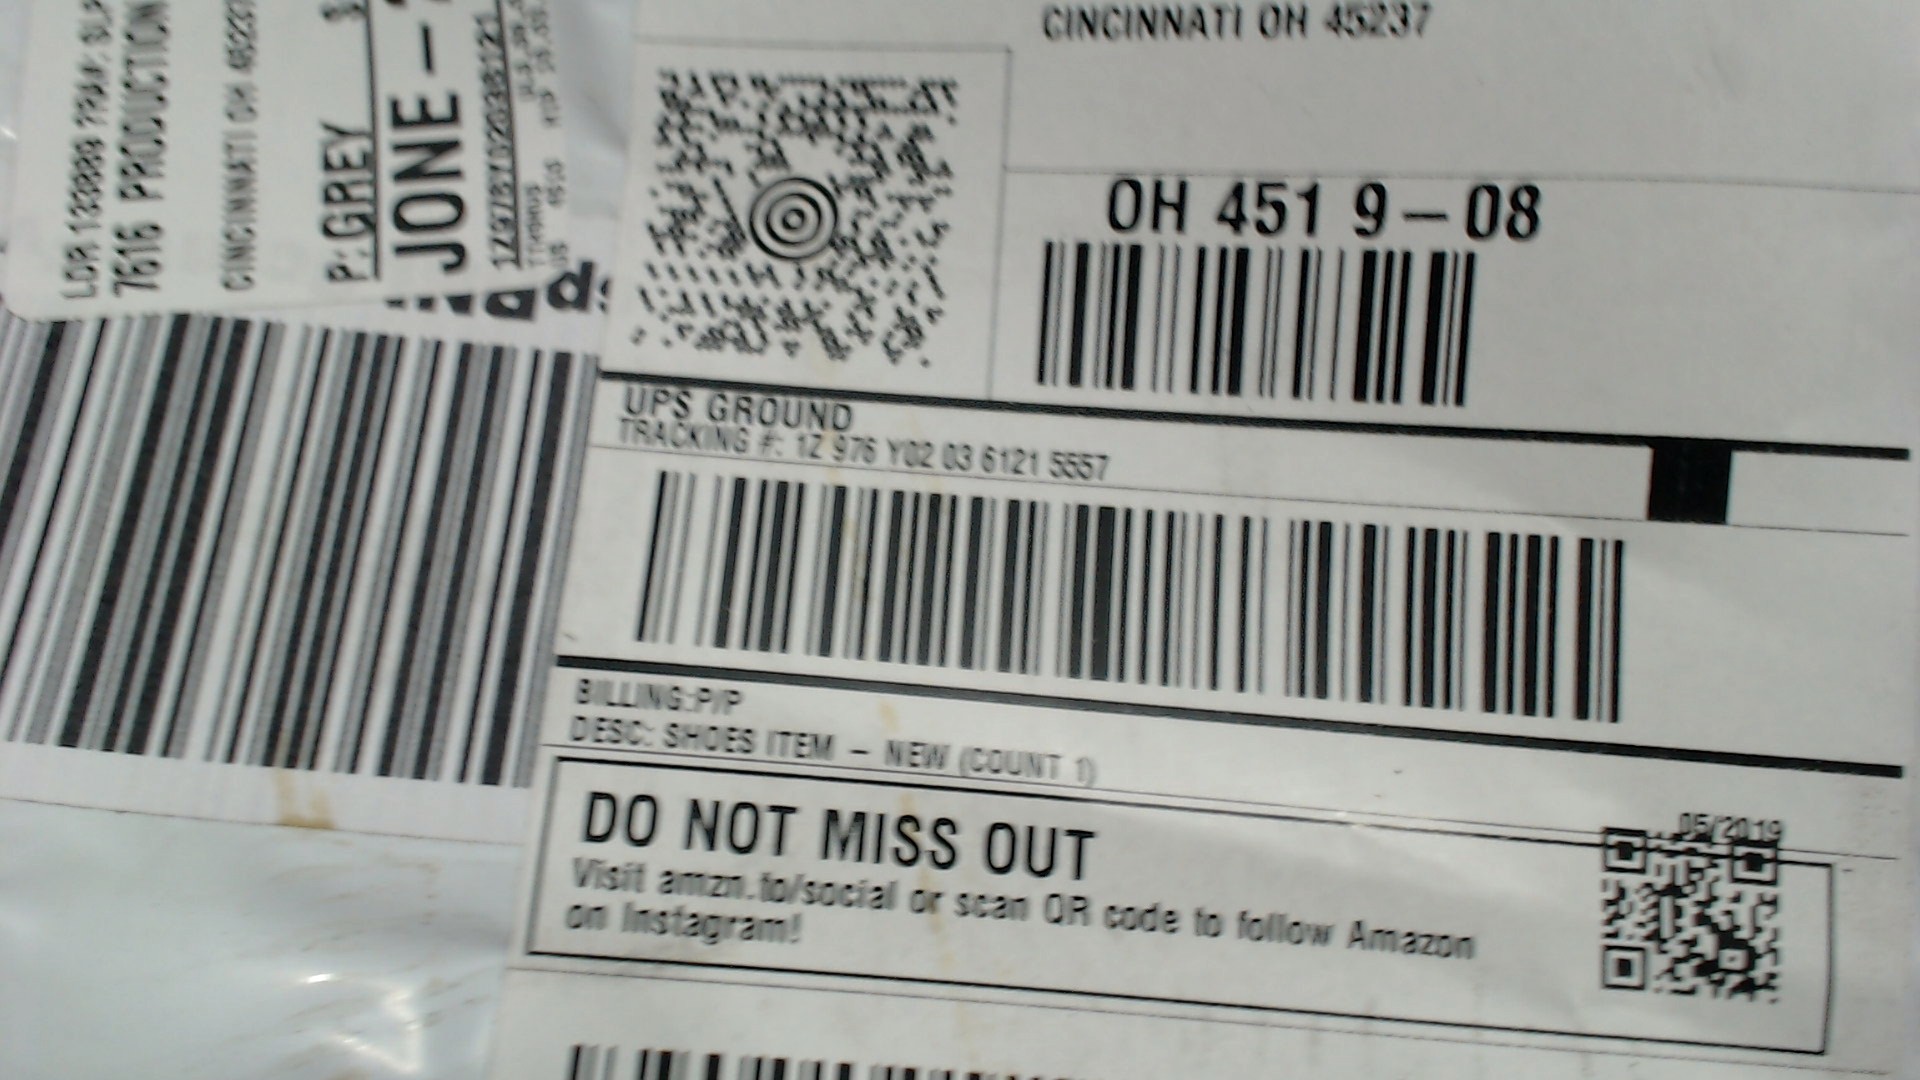 CINCINNATI OH 45237
OH 451 9-08
UPS GROUND
TRACKING #: 1Z 976 Y02 03 6121 5557
BILLING:P/P
DESC: SHOES ITEM - NEW (COUNT 1)
05/2019
DO NOT MISS OUT
Visit amzn.to/social or scan QR code to follow Amazon
on Instagram!
7616 PRODUCTION
CINCINNATI OH 45237
P:GREY
JONE -